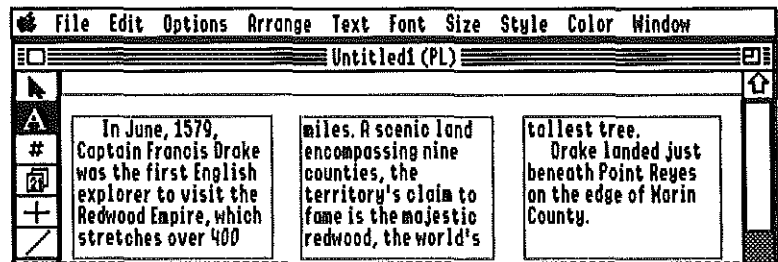 File Edit Options Arrange Text Font Size Style Color Window
Untitled1 (PL)
A
#
21
In June, 1579,
Captain Francis Drake
was the first English
explorer to visit the
Redwood Empire, which
stretches over 400
miles. A scenic land
encompassing nine
counties, the
territory's claim to
fame is the majestic
redwood, the world's
tallest tree.
Drake landed just
beneath Point Reyes
on the edge of Marin
County.